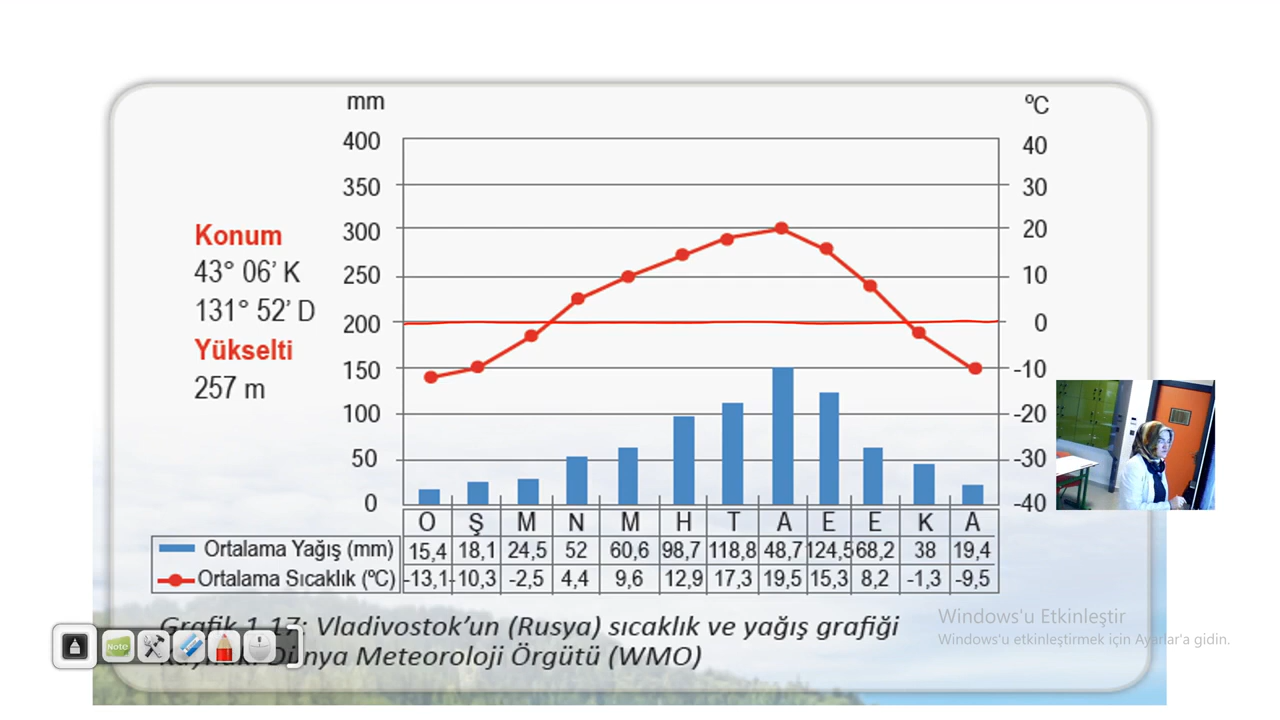 mm
ºC
400
350
300
250
200
150
100
50
0
40
30
20
10
0
-10
-20
-30
-40
Konum
43° 06’ K
131° 52’ D
Yükselti
257 m
O Ş M N M H T A E E K A
Ortalama Yağış (mm) 15,4 18,1 24,5 52 60,6 98,7 118,8 48,7 124,5 68,2 38 19,4
Ortalama Sıcaklık (ºC) -13,1 -10,3 -2,5 4,4 9,6 12,9 17,3 19,5 15,3 8,2 -1,3 -9,5
Grafik 1.17: Vladivostok’un (Rusya) sıcaklık ve yağış grafiği
Dünya Meteoroloji Örgütü (WMO)
Note
Windows'u Etkinleştir
Windows'u etkinleştirmek için Ayarlar'a gidin.